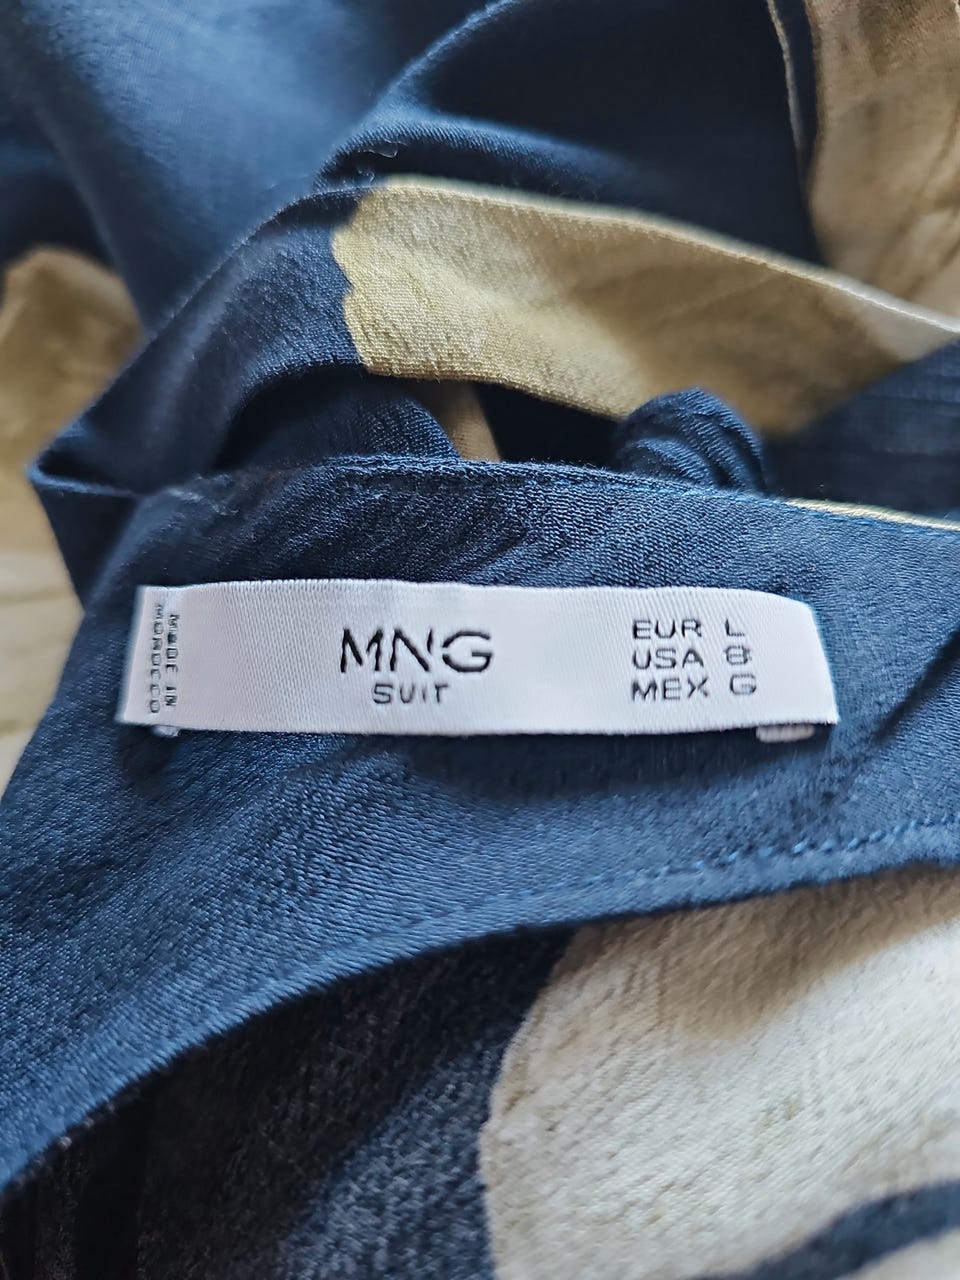 MADE IN
MOROCCO
MNG
SUIT
EUR L
USA 8
MEX G